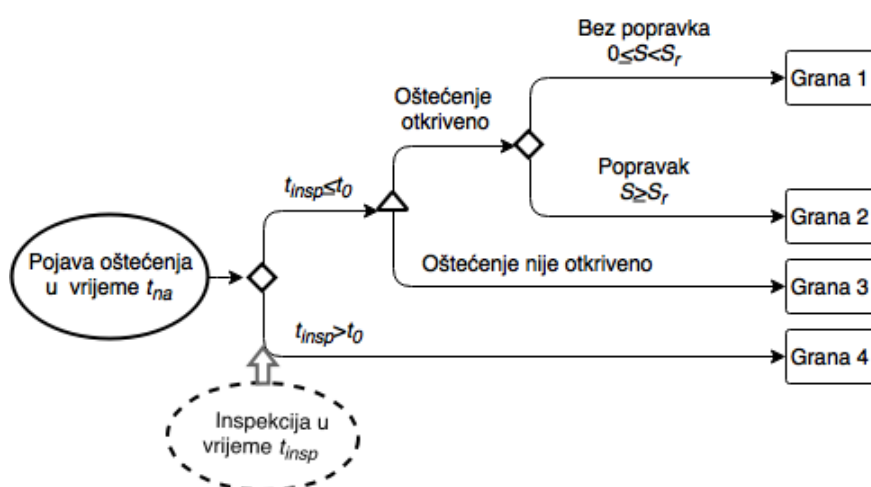 Bez popravka
0≤S<Sr
Grana 1
Oštećenje
otkriveno
Popravak
S≥Sr
tinsp≤t0
Grana 2
Pojava oštećenja
u vrijeme tna
Oštećenje nije otkriveno
Grana 3
tinsp>t0
Grana 4
Inspekcija u
vrijeme tinsp